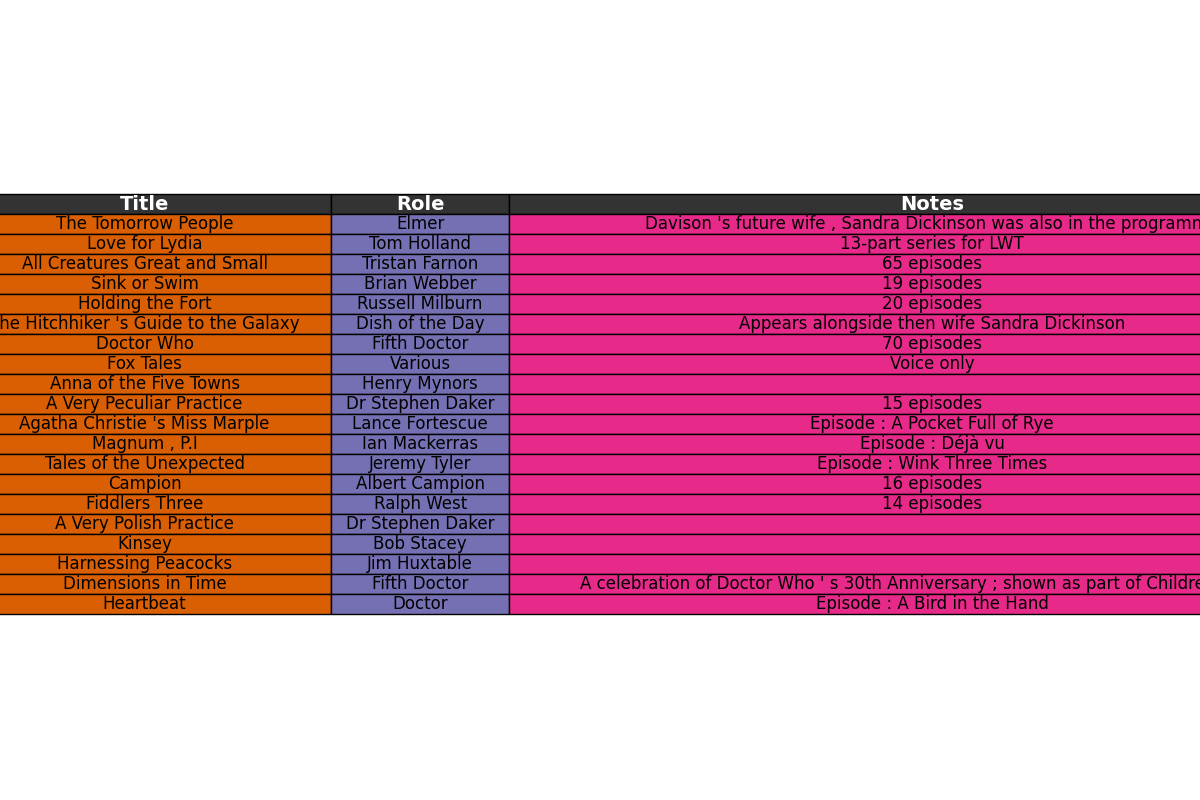 Title Role Notes
The Tomorrow People Elmer Davison 's future wife , Sandra Dickinson was also in the
Love for Lydia Tom Holland 13-part series for LWT
All Creatures Great and Small Tristan Farnon 65 episodes
Sink or Swim Brian Webber 19 episodes
Holding the Fort Russell Milburn 20 episodes
Hitchhiker 's Guide to the Galaxy Dish of the Day Appears alongside then wife Sandra Dickinson
Doctor Who Fifth Doctor 70 episodes
Fox Tales Various Voice only
Anna of the Five Towns Henry Mynors
A Very Peculiar Practice Dr Stephen Daker 15 episodes
Agatha Christie 's Miss Marple Lance Fortescue Episode : A Pocket Full of Rye
Magnum , P.I Ian Mackerras Episode : Déjà vu
Tales of the Unexpected Jeremy Tyler Episode : Wink Three Times
Campion Albert Campion 16 episodes
Fiddlers Three Ralph West 14 episodes
A Very Polish Practice Dr Stephen Daker
Kinsey Bob Stacey
Harnessing Peacocks Jim Huxtable
Dimensions in Time Fifth Doctor A celebration of Doctor Who ' s 30th Anniversary ; shown as part of
Heartbeat Doctor Episode : A Bird in the Hand